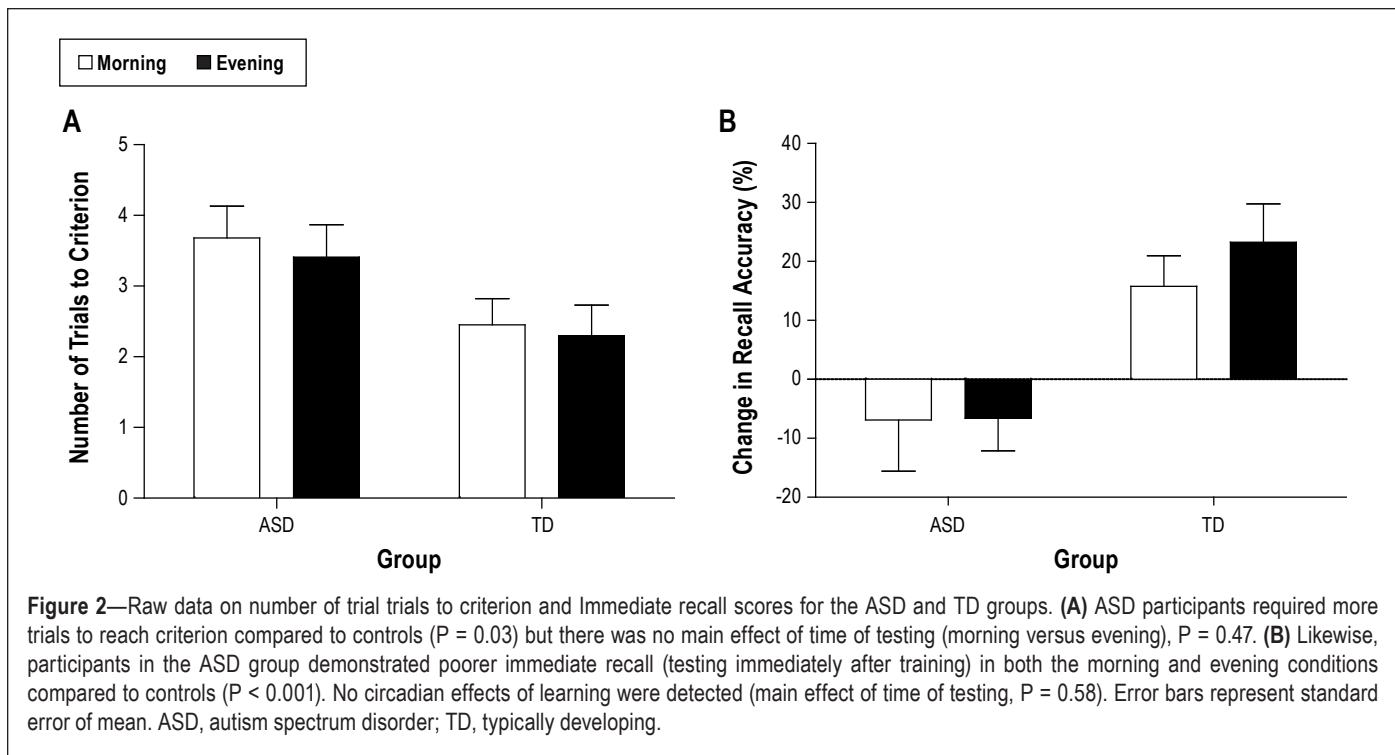 Morning Evening
A
Number of Trials to Criterion
5
4
3
2
1
0
ASD TD
Group
B
Change in Recall Accuracy (%)
40
30
20
10
0
-10
-20
ASD TD
Group
Figure 2—Raw data on number of trial trials to criterion and Immediate recall scores for the ASD and TD groups. (A) ASD participants required more
trials to reach criterion compared to controls (P = 0.03) but there was no main effect of time of testing (morning versus evening), P = 0.47. (B) Likewise,
participants in the ASD group demonstrated poorer immediate recall (testing immediately after training) in both the morning and evening conditions
compared to controls (P < 0.001). No circadian effects of learning were detected (main effect of time of testing, P = 0.58). Error bars represent standard
error of mean. ASD, autism spectrum disorder; TD, typically developing.